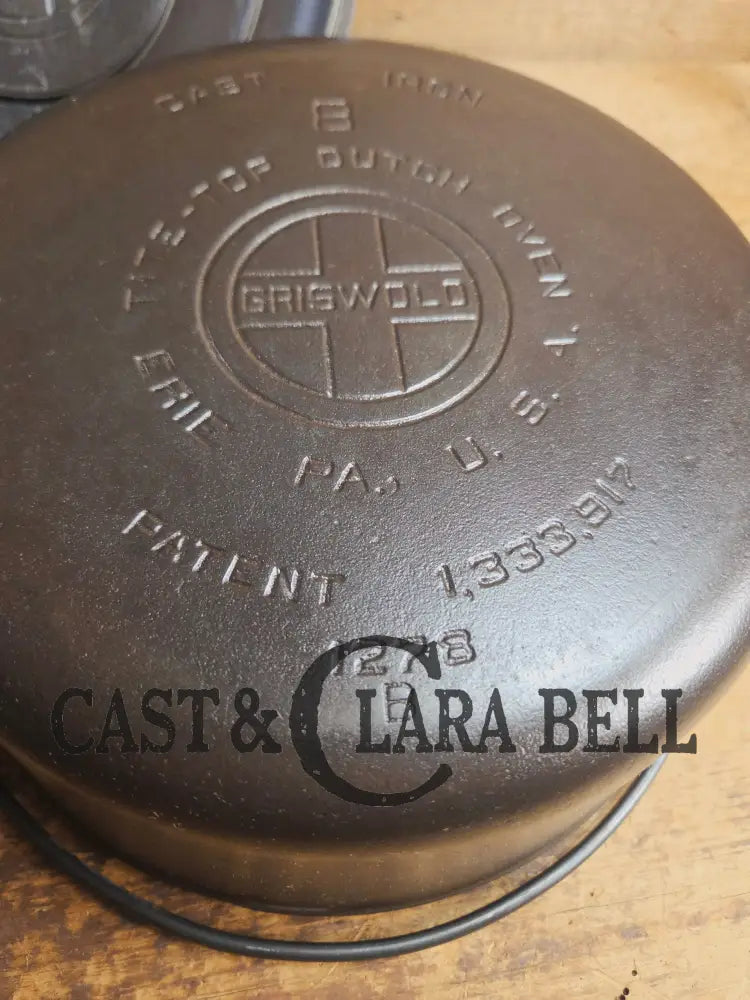 CAST IRON
8
TITE-TOP DUTCH OVEN
GRISWOLD
ERIE PA., U.S.A.
PATENT 1,333,917
1278
B
CAST & CLARA BELL